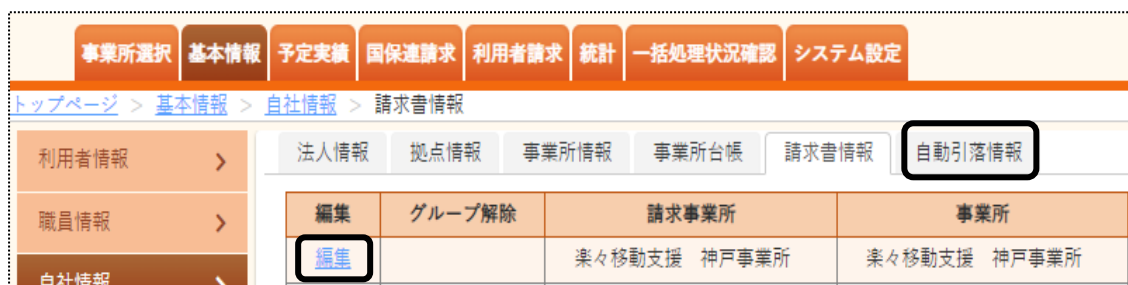 事業所選択 基本情報 予定実績 国保連請求 利用者請求 統計 一括処理状況確認 システム設定
トップページ > 基本情報 > 自社情報 > 請求書情報
利用者情報
法人情報 拠点情報 事業所情報 事業所台帳 請求書情報 自動引落情報
職員情報
編集 グループ解除 請求事業所 事業所
編集 楽々移動支援 神戸事業所 楽々移動支援 神戸事業所
自社情報